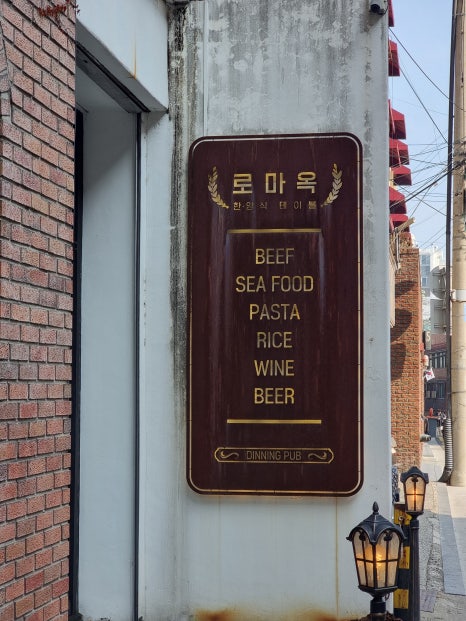 로마옥
한·양식 테이블
BEEF
SEA FOOD
PASTA
RICE
WINE
BEER
DINNING PUB